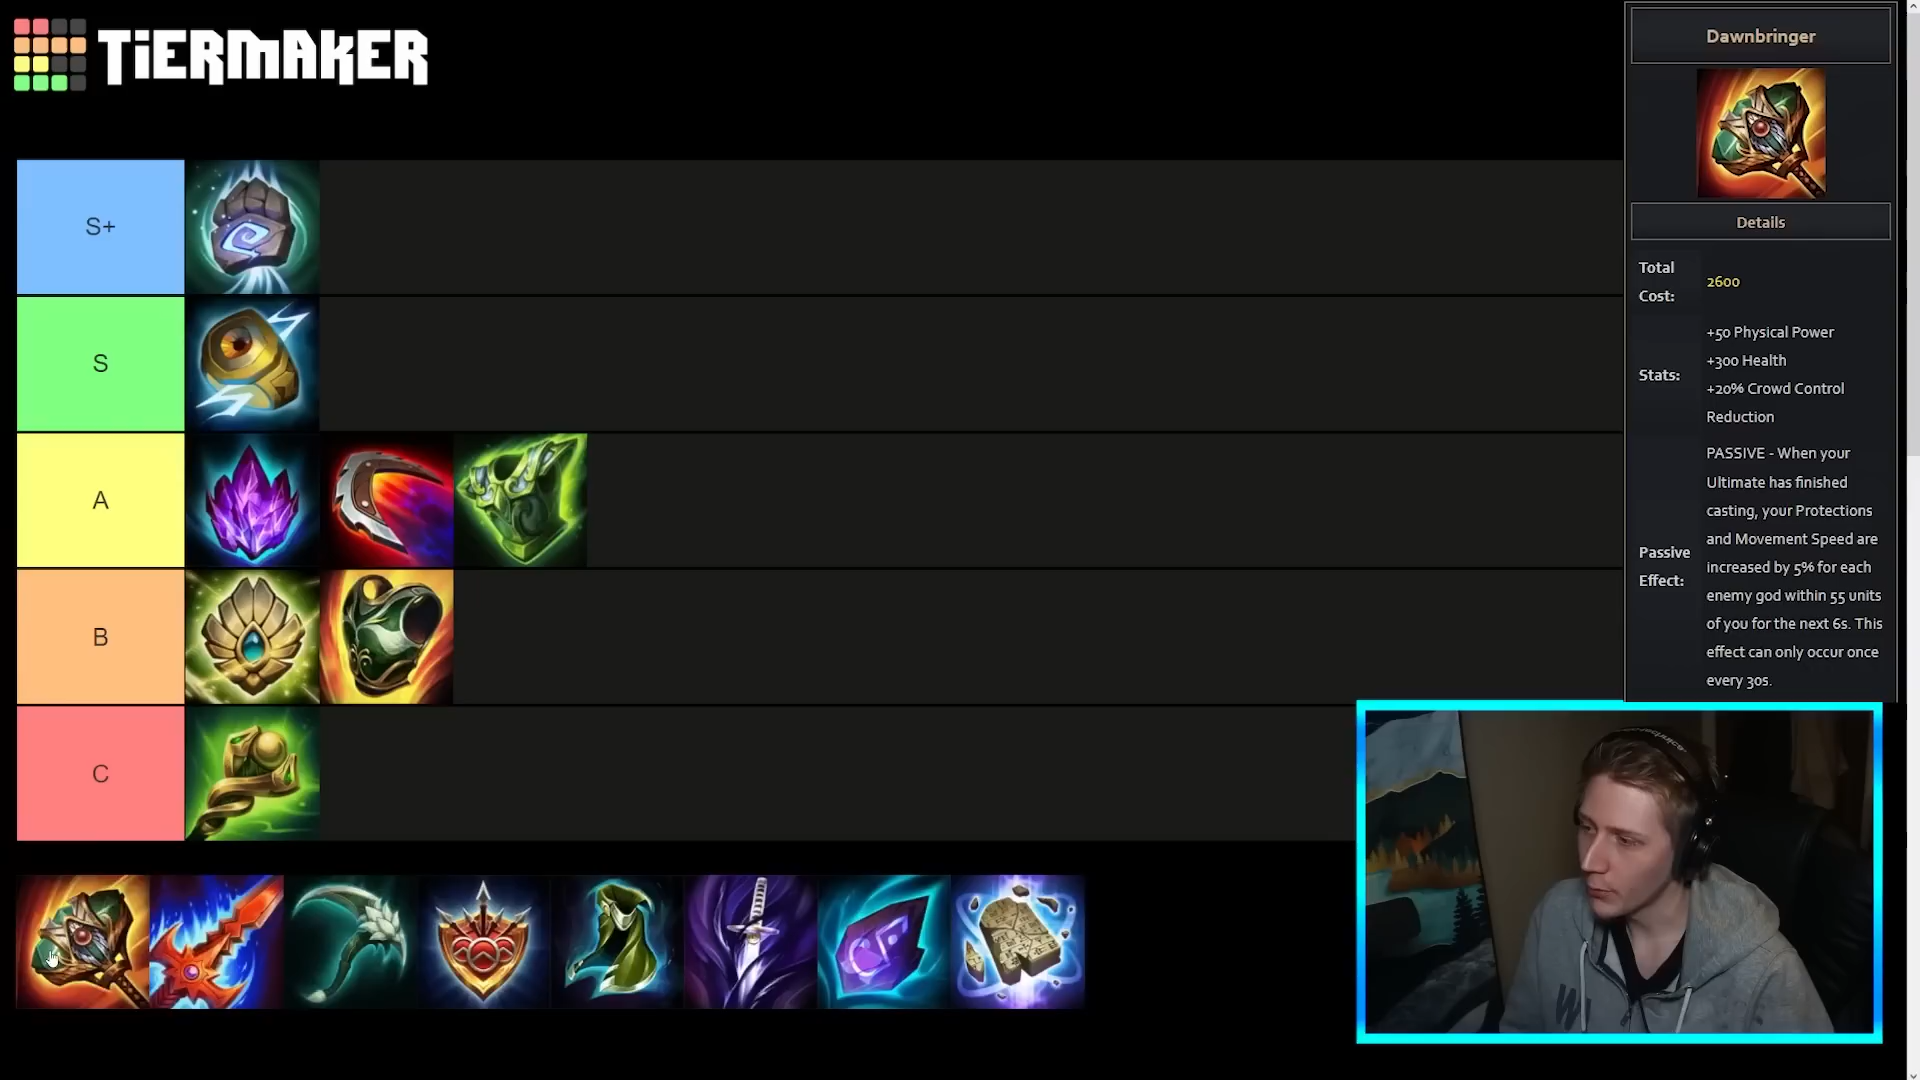 TiERMAKER
S+
S
A
B
C
Dawnbringer
Details
Total
Cost:
2600
Stats:
+50 Physical Power
+300 Health
+20% Crowd Control
Reduction
Passive
Effect:
PASSIVE - When your
Ultimate has finished
casting, your Protections
and Movement Speed are
increased by 5% for each
enemy god within 55 units
of you for the next 6s. This
effect can only occur once
every 30s.